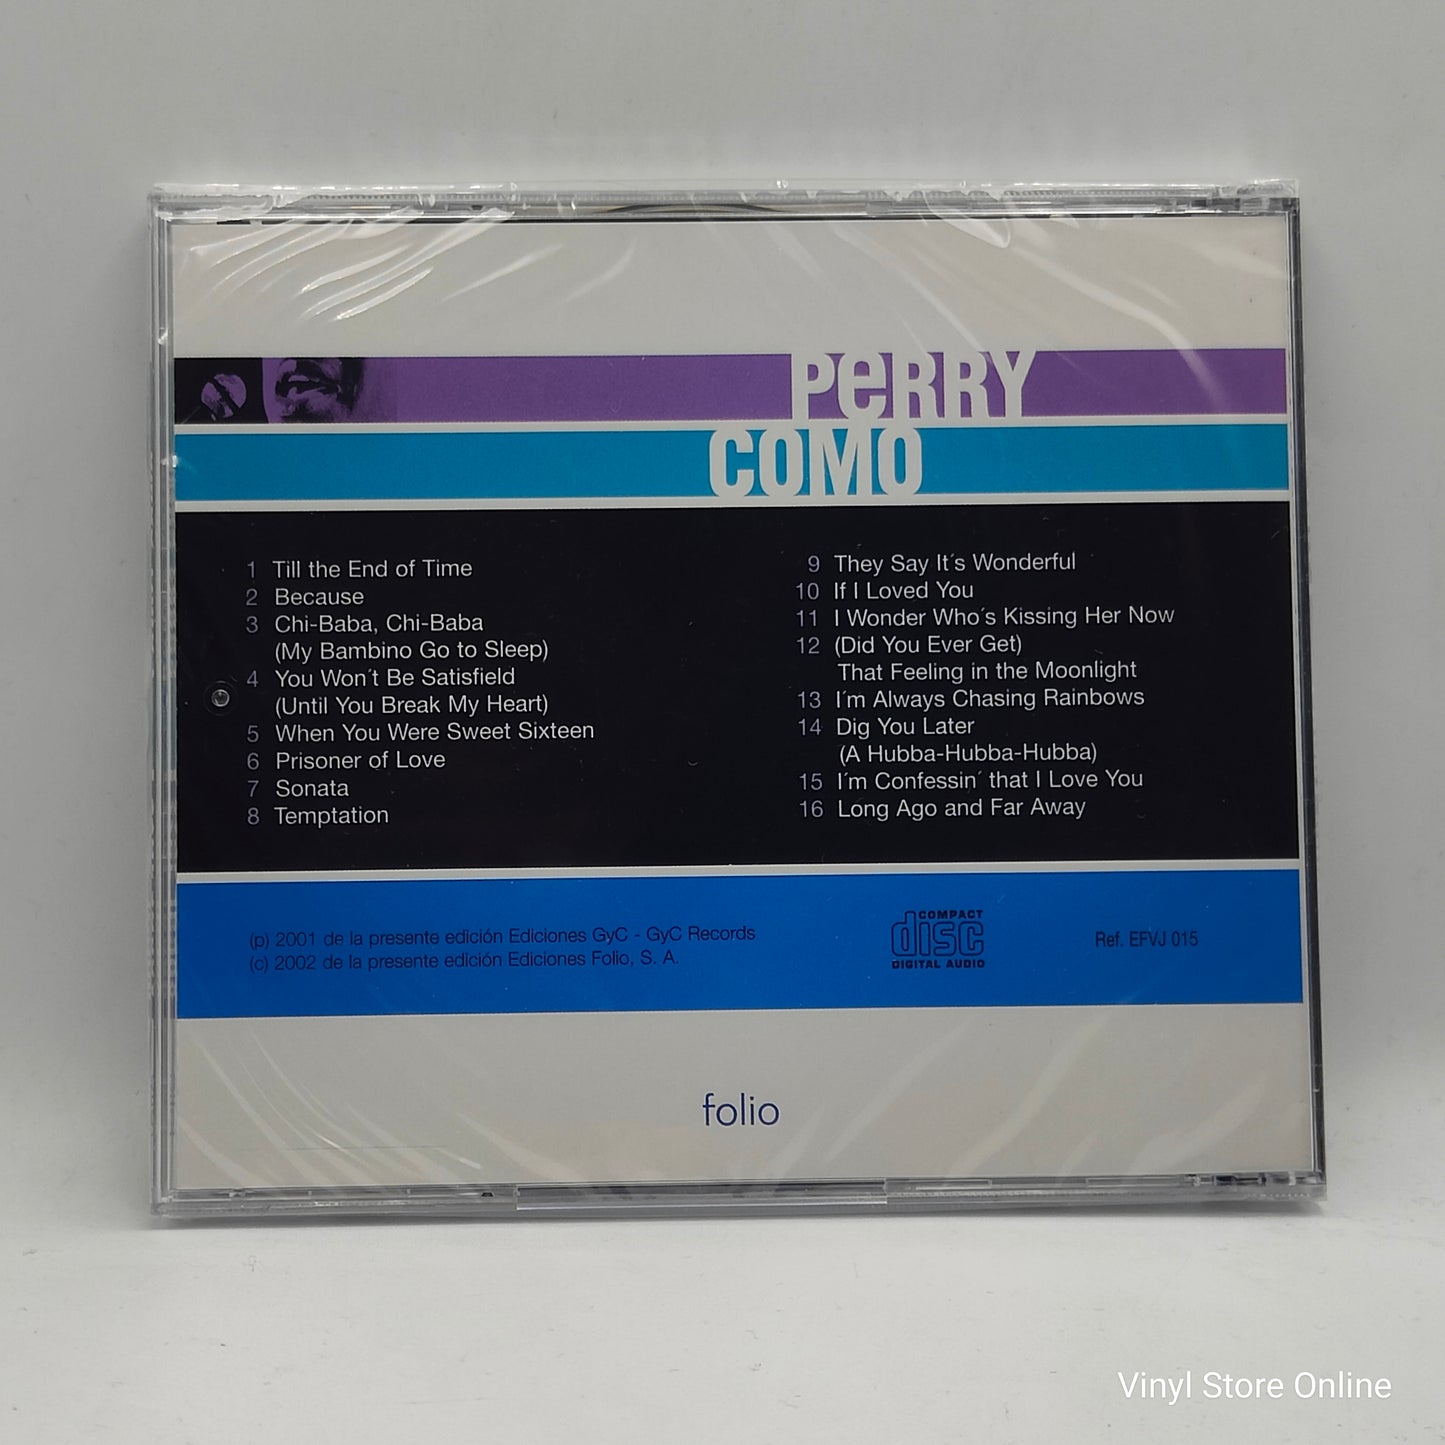 PeRRY
COMO
1 Till the End of Time
2 Because
3 Chi-Baba, Chi-Baba
(My Bambino Go to Sleep)
4 You Won´t Be Satisfield
(Until You Break My Heart)
5 When You Were Sweet Sixteen
6 Prisoner of Love
7 Sonata
8 Temptation
9 They Say It´s Wonderful
10 If I Loved You
11 I Wonder Who´s Kissing Her Now
12 (Did You Ever Get)
That Feeling in the Moonlight
13 I´m Always Chasing Rainbows
14 Dig You Later
(A Hubba-Hubba-Hubba)
15 I´m Confessin´ that I Love You
16 Long Ago and Far Away
(p) 2001 de la presente edición Ediciones GyC - GyC Records
(c) 2002 de la presente edición Ediciones Folio, S. A.
COMPACT
disc
DIGITAL AUDIO
Ref. EFVJ 015
folio
Vinyl Store Online